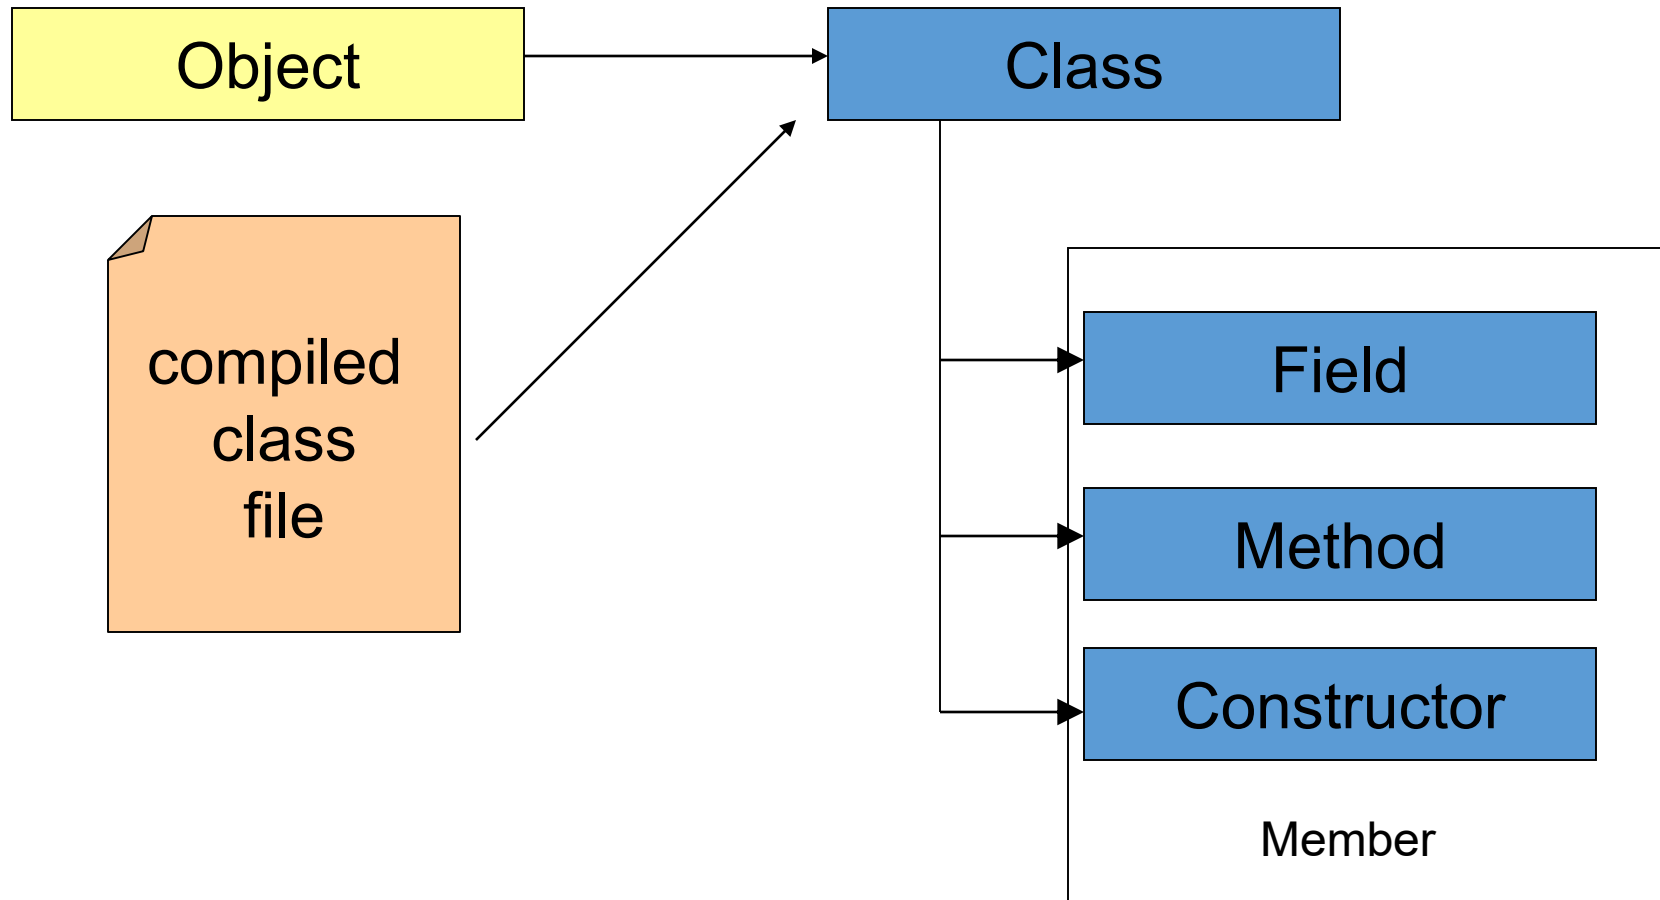 Object
Class
compiled
class
file
Field
Method
Constructor
Member